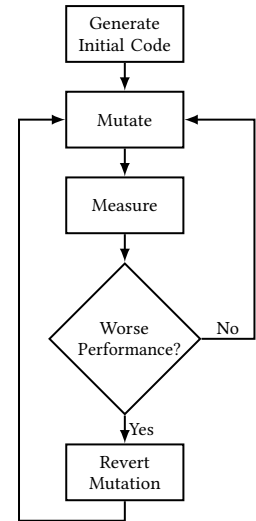 Generate
Initial Code
Mutate
Measure
Worse
Performance?
No
Yes
Revert
Mutation